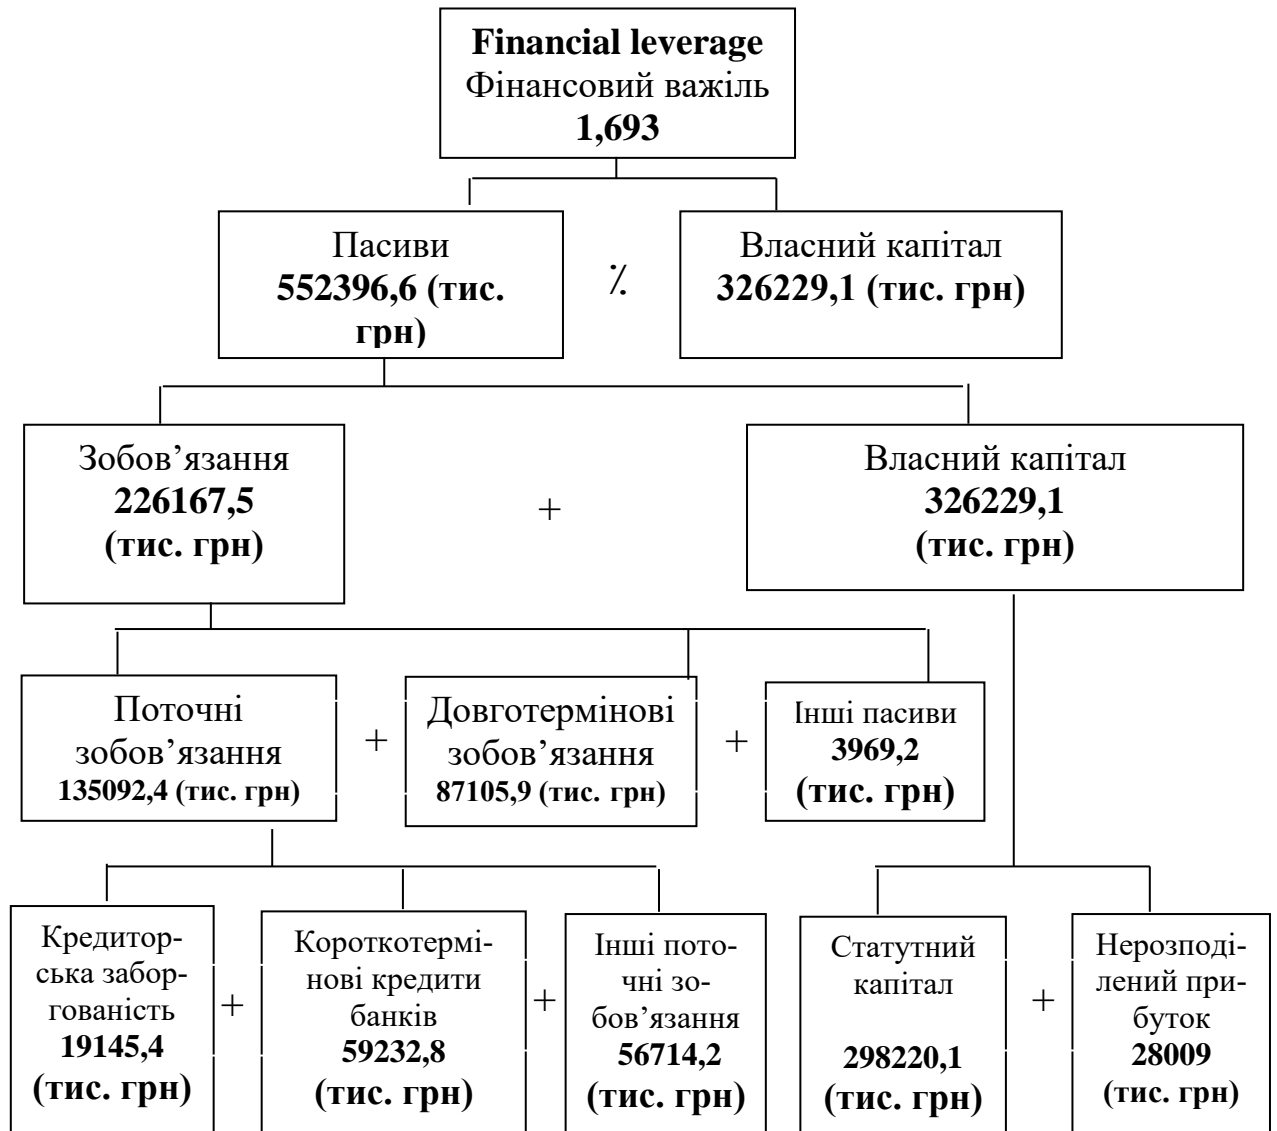 Financial leverage
Фінансовий важіль
1,693
Пасиви
552396,6 (тис.
грн)
٪
Власний капітал
326229,1 (тис. грн)
Зобов’язання
226167,5
(тис. грн)
+
Власний капітал
326229,1
(тис. грн)
Поточні
зобов’язання
135092,4 (тис. грн)
+
Довготермінові
зобов’язання
87105,9 (тис. грн)
+
Інші пасиви
3969,2
(тис. грн)
Кредитор-
ська забор-
гованість
19145,4
(тис. грн)
+
Короткотермі-
нові кредити
банків
59232,8
(тис. грн)
+
Інші пото-
чні зо-
бов’язання
56714,2
(тис. грн)
Статутний
капітал
298220,1
(тис. грн)
+
Нерозподі-
лений при-
буток
28009
(тис. грн)